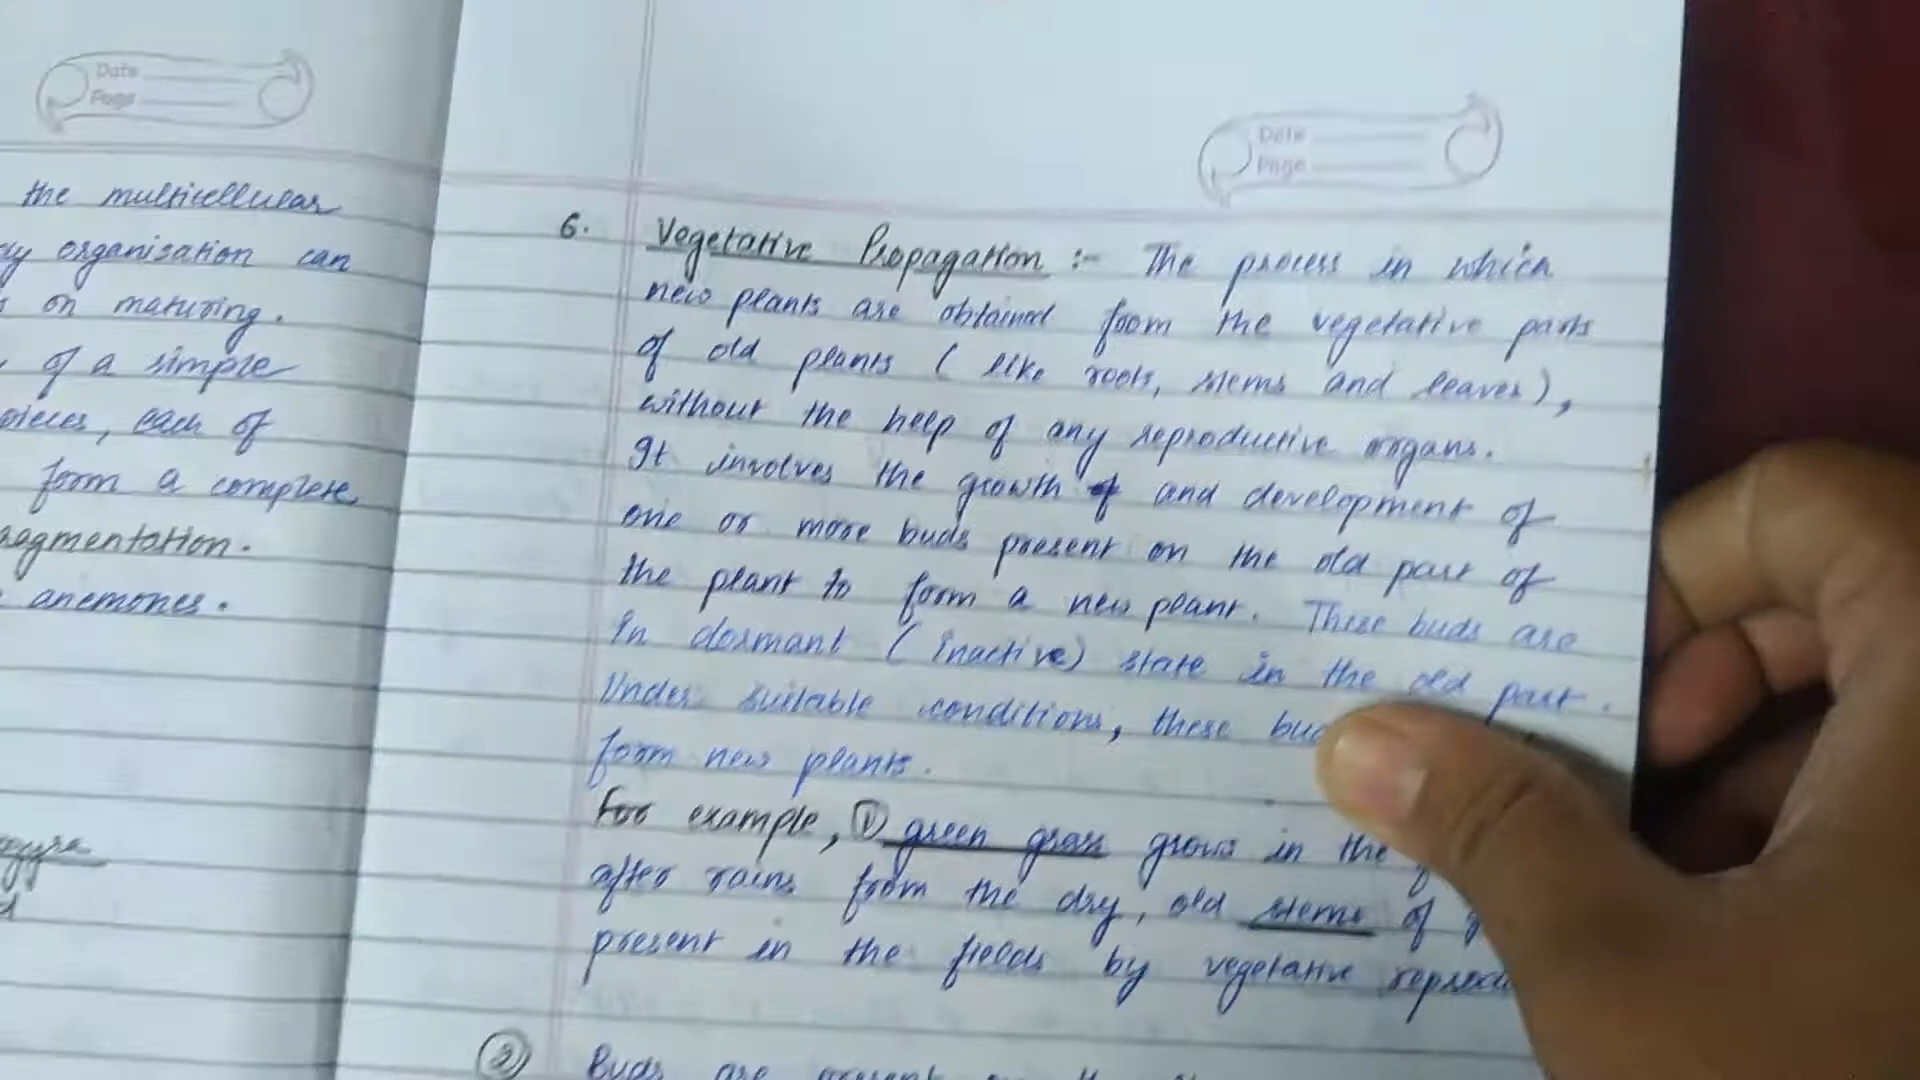 Date
Page
the multicellular
organisation can
on maturing.
of a simple
pieces, each of
form a complete
anemones.
Date
Page
6. Vegetative Propagation :- The process in which
new plants are obtained from the vegetative parts
of old plants ( like roots, stems and leaves),
without the help of any reproductive organs.
It involves the growth and development of
one or more buds present on the old part of
the plant to form a new plant. These buds are
In dormant (inactive) state in the old part.
Under suitable conditions, these
form new plants.
For example, ① green grass grows in the
after rains from the dry, old stems of
present in the fields by vegetative
② Buds are present